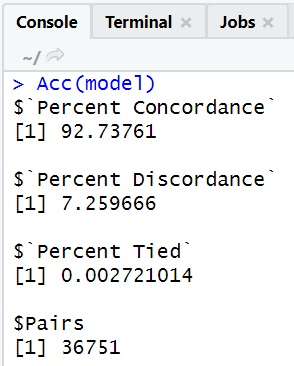 Console Terminal × Jobs ×
~/
> Acc(model)
$`Percent Concordance`
[1] 92.73761
$`Percent Discordance`
[1] 7.259666
$`Percent Tied`
[1] 0.002721014
$Pairs
[1] 36751